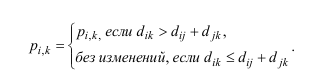 p_{i,k} = { p_{i,k}, если d_{ik} > d_{ij} + d_{jk},
без изменений, если d_{ik} ≤ d_{ij} + d_{jk} .